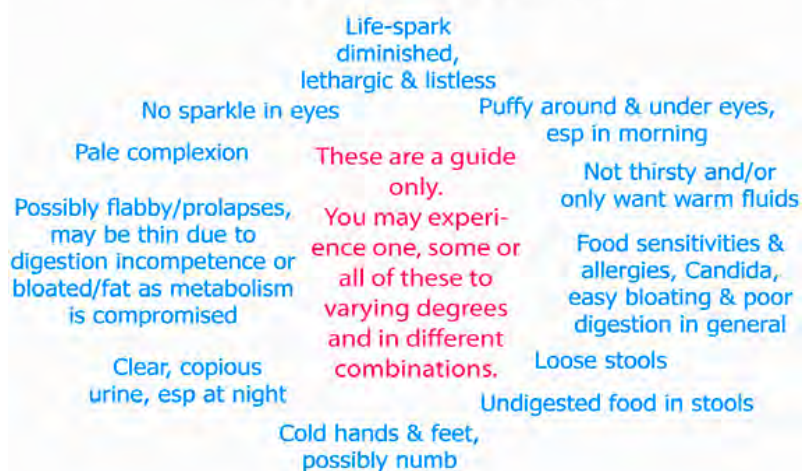 Life-spark
diminished,
lethargic & listless
No sparkle in eyes
Puffy around & under eyes,
esp in morning
Pale complexion
These are a guide
only.
You may experi-
ence one, some or
all of these to
varying degrees
and in different
combinations.
Not thirsty and/or
only want warm fluids
Possibly flabby/prolapses,
may be thin due to
digestion incompetence or
bloated/fat as metabolism
is compromised
Food sensitivities &
allergies, Candida,
easy bloating & poor
digestion in general
Clear, copious
urine, esp at night
Loose stools
Undigested food in stools
Cold hands & feet,
possibly numb